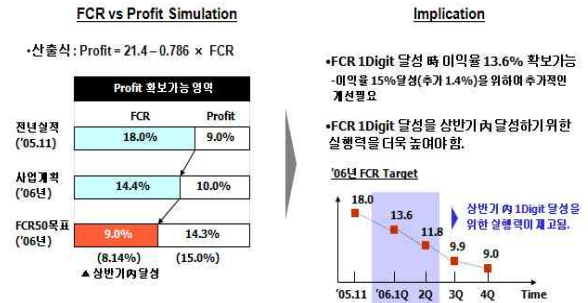 FCR vs Profit Simulation
•산출식 : Profit = 21.4 – 0.786 × FCR
Profit 확보가능 영역
FCR Profit
전년실적
('05.11)
18.0% 9.0%
사업계획
('06년)
14.4% 10.0%
FCR50목표
('06년)
9.0% 14.3%
(8.14%) (15.0%)
▲ 상반기內달성
Implication
•FCR 1Digit 달성 時 이익율 13.6% 확보가능
-이익율 15%달성(추가 1.4%)을 위하여 추가적인
개선필요
•FCR 1Digit 달성을 상반기 內 달성하기 위한
실행력을 더욱 높여야 함.
'06년 FCR Target
18.0
13.6
11.8
9.9
9.0
상반기 內 1Digit 달성을
위한 실행력이 제고됨.
'05.11 '06.1Q 2Q 3Q 4Q Time